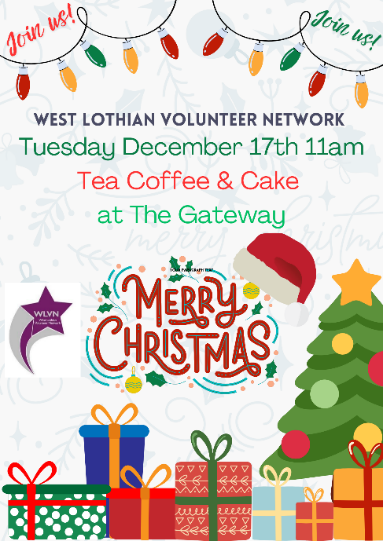 Join us!
Join us!
WEST LOTHIAN VOLUNTEER NETWORK
Tuesday December 17th 11am
Tea Coffee & Cake
at The Gateway
MERRY
CHRISTMAS
WLVN